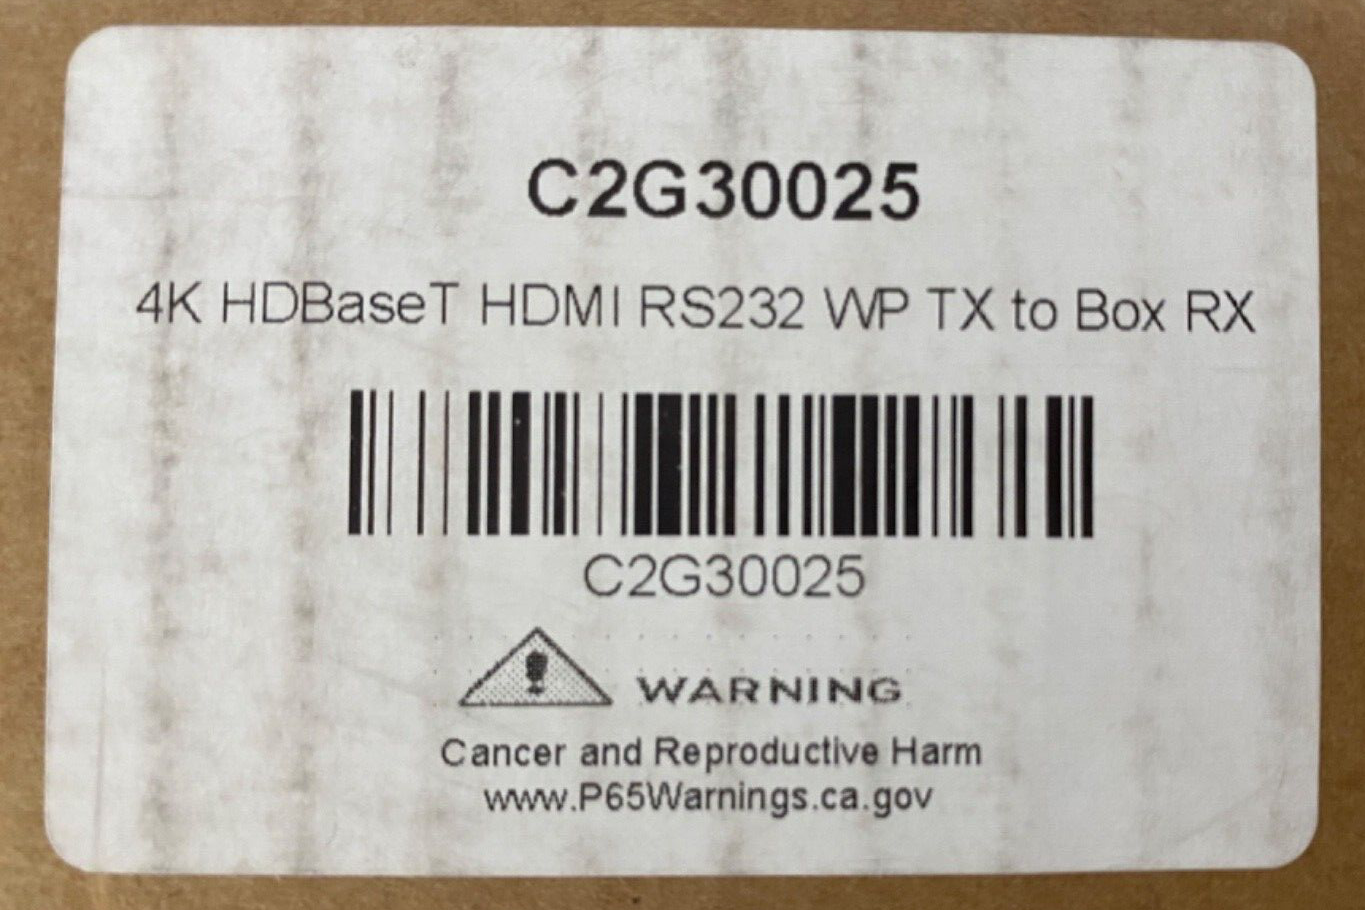 C2G30025
4K HDBaseT HDMI RS232 WP TX to Box RX
C2G30025
WARNING
Cancer and Reproductive Harm
www.P65Warnings.ca.gov